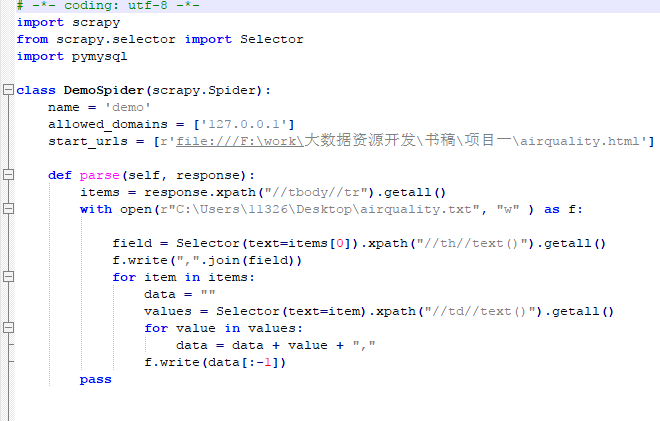 # -*- coding: utf-8 -*-
import scrapy
from scrapy.selector import Selector
import pymysql
class DemoSpider(scrapy.Spider):
name = 'demo'
allowed_domains = ['127.0.0.1']
start_urls = [r'file:///F:\work\大数据资源开发\书稿\项目一\airquality.html']
def parse(self, response):
items = response.xpath("//tbody//tr").getall()
with open(r"C:\Users\11326\Desktop\airquality.txt", "w" ) as f:
field = Selector(text=items[0]).xpath("//th//text()").getall()
f.write(",".join(field))
for item in items:
data = ""
values = Selector(text=item).xpath("//td//text()").getall()
for value in values:
data = data + value + ","
f.write(data[:-1])
pass